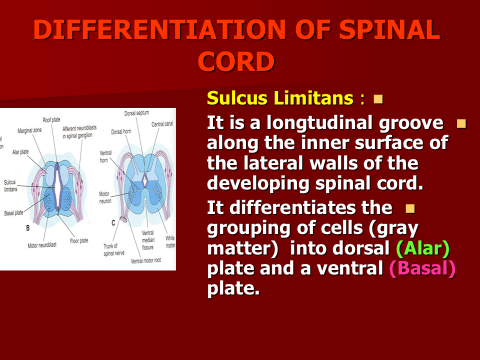 DIFFERENTIATION OF SPINAL
CORD
Sulcus Limitans :
It is a longtudinal groove
along the inner surface of
the lateral walls of the
developing spinal cord.
It differentiates the
grouping of cells (gray
matter) into dorsal (Alar)
plate and a ventral (Basal)
plate.
Roof plate
Marginal zone
Afferent neuroblasts
in spinal ganglion
Alar plate
Sulcus
limitans
Basal plate
B
Motor neuroblast
Floor plate
Dorsal septum
Dorsal horn
Central canal
Ventral
horn
Motor
neuron
C
Trunk of
spinal nerve
Ventral
median
fissure
White
Ventral motor root